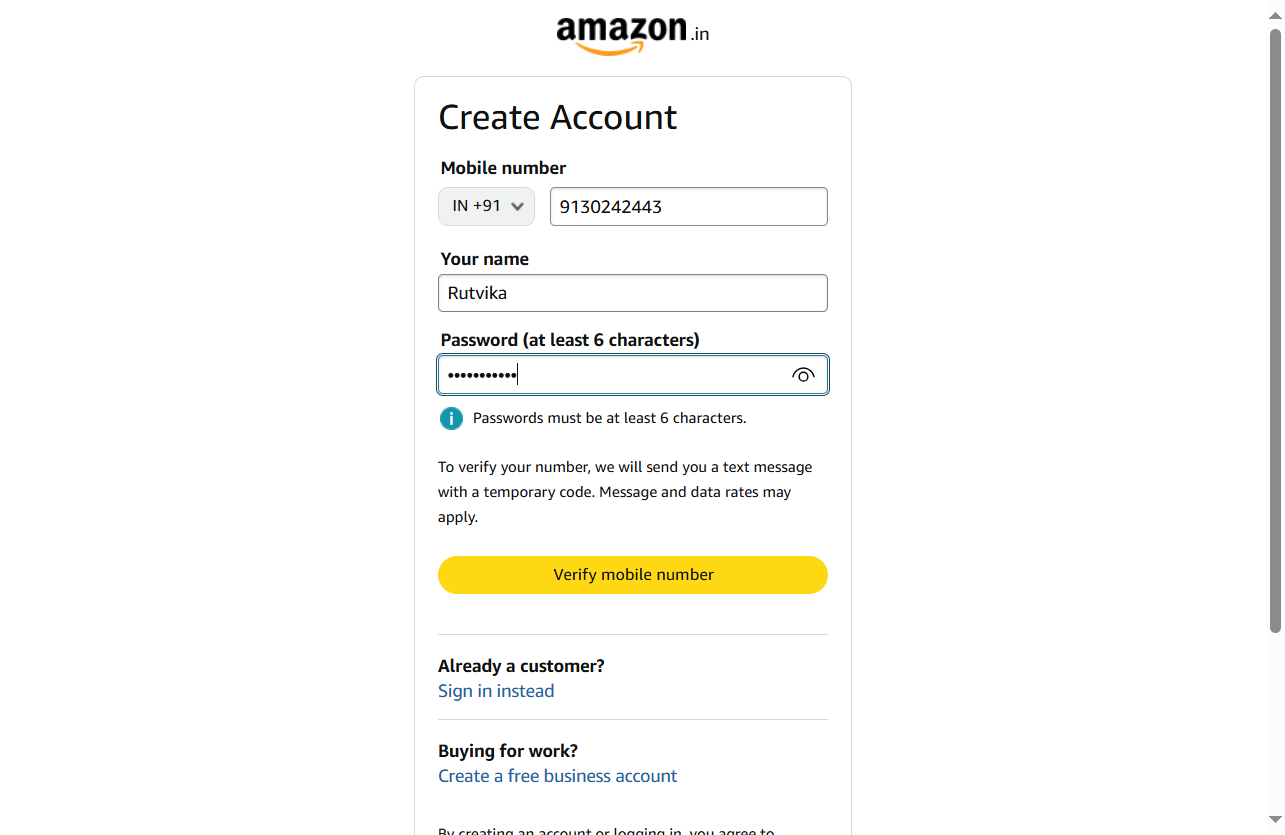 amazon.in
Create Account
Mobile number
IN +91
9130242443
Your name
Rutvika
Password (at least 6 characters)
•••••••••••
i Passwords must be at least 6 characters.
To verify your number, we will send you a text message
with a temporary code. Message and data rates may
apply.
Verify mobile number
Already a customer?
Sign in instead
Buying for work?
Create a free business account
By creating an account or logging in, you agree to